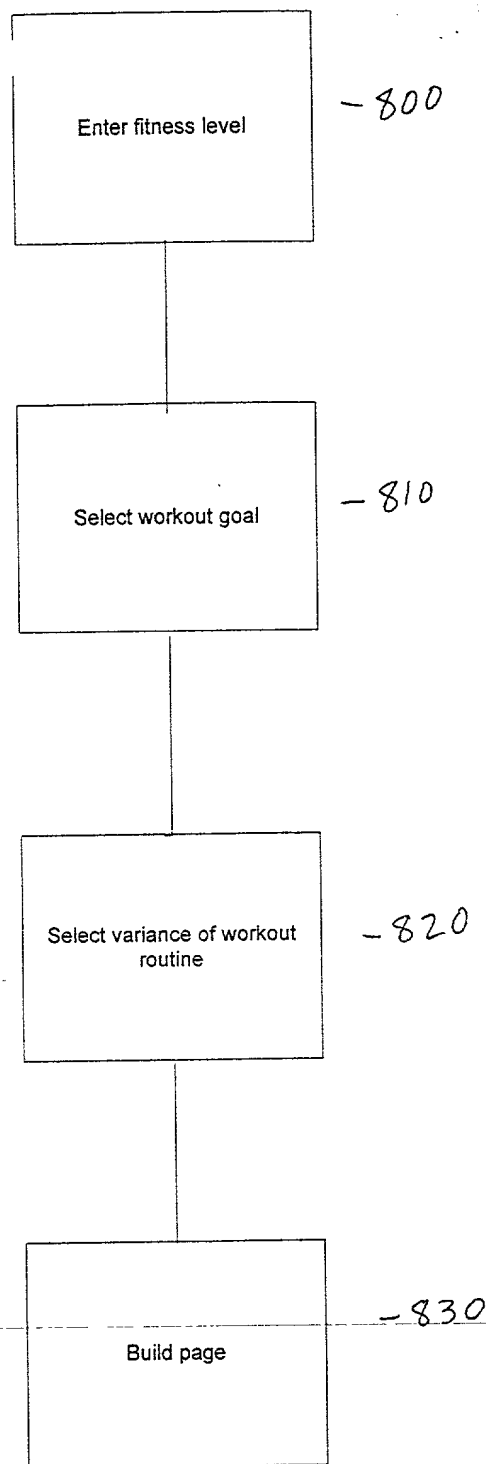 Enter fitness level
- 800
Select workout goal
- 810
Select variance of workout
routine
- 820
Build page
- 830